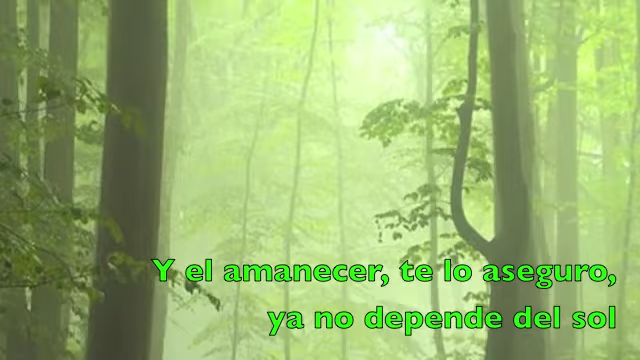 Y el amanecer, te lo aseguro,
ya no depende del sol